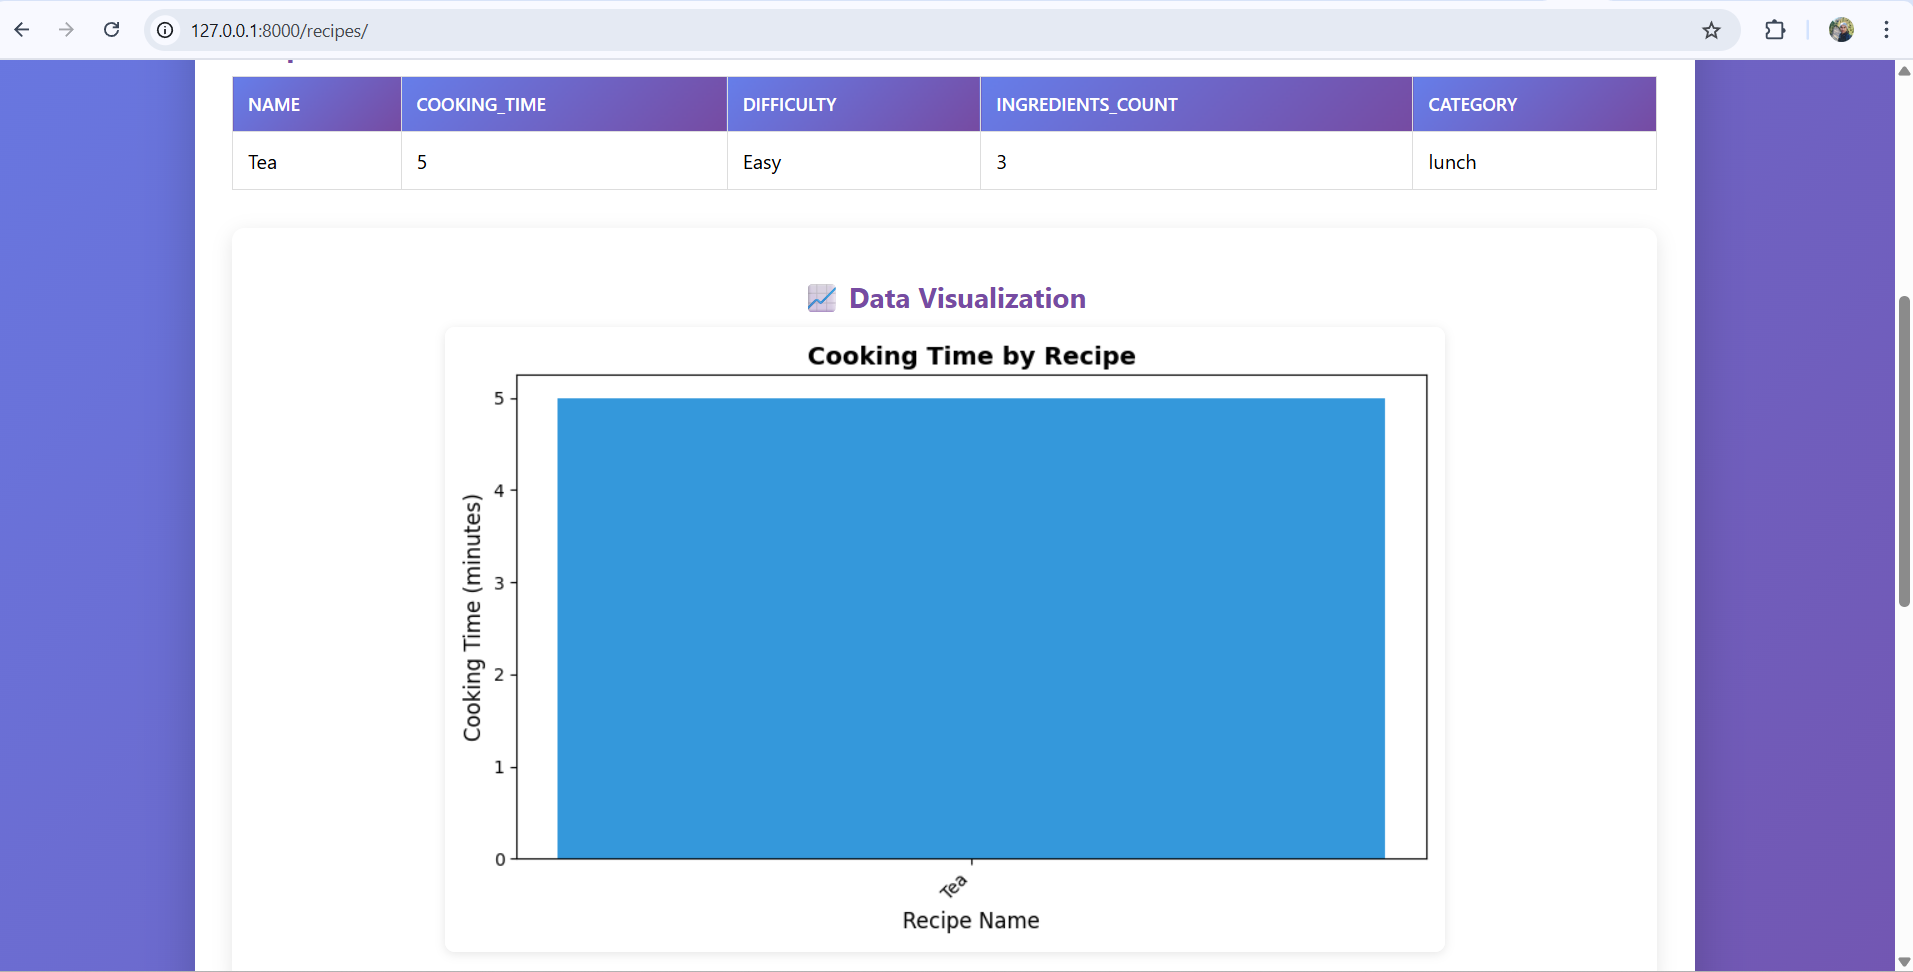 127.0.0.1:8000/recipes/
NAME COOKING_TIME DIFFICULTY INGREDIENTS_COUNT CATEGORY
Tea 5 Easy 3 lunch
Data Visualization
Cooking Time by Recipe
5
4
3
2
1
0
Cooking Time (minutes)
Tea
Recipe Name